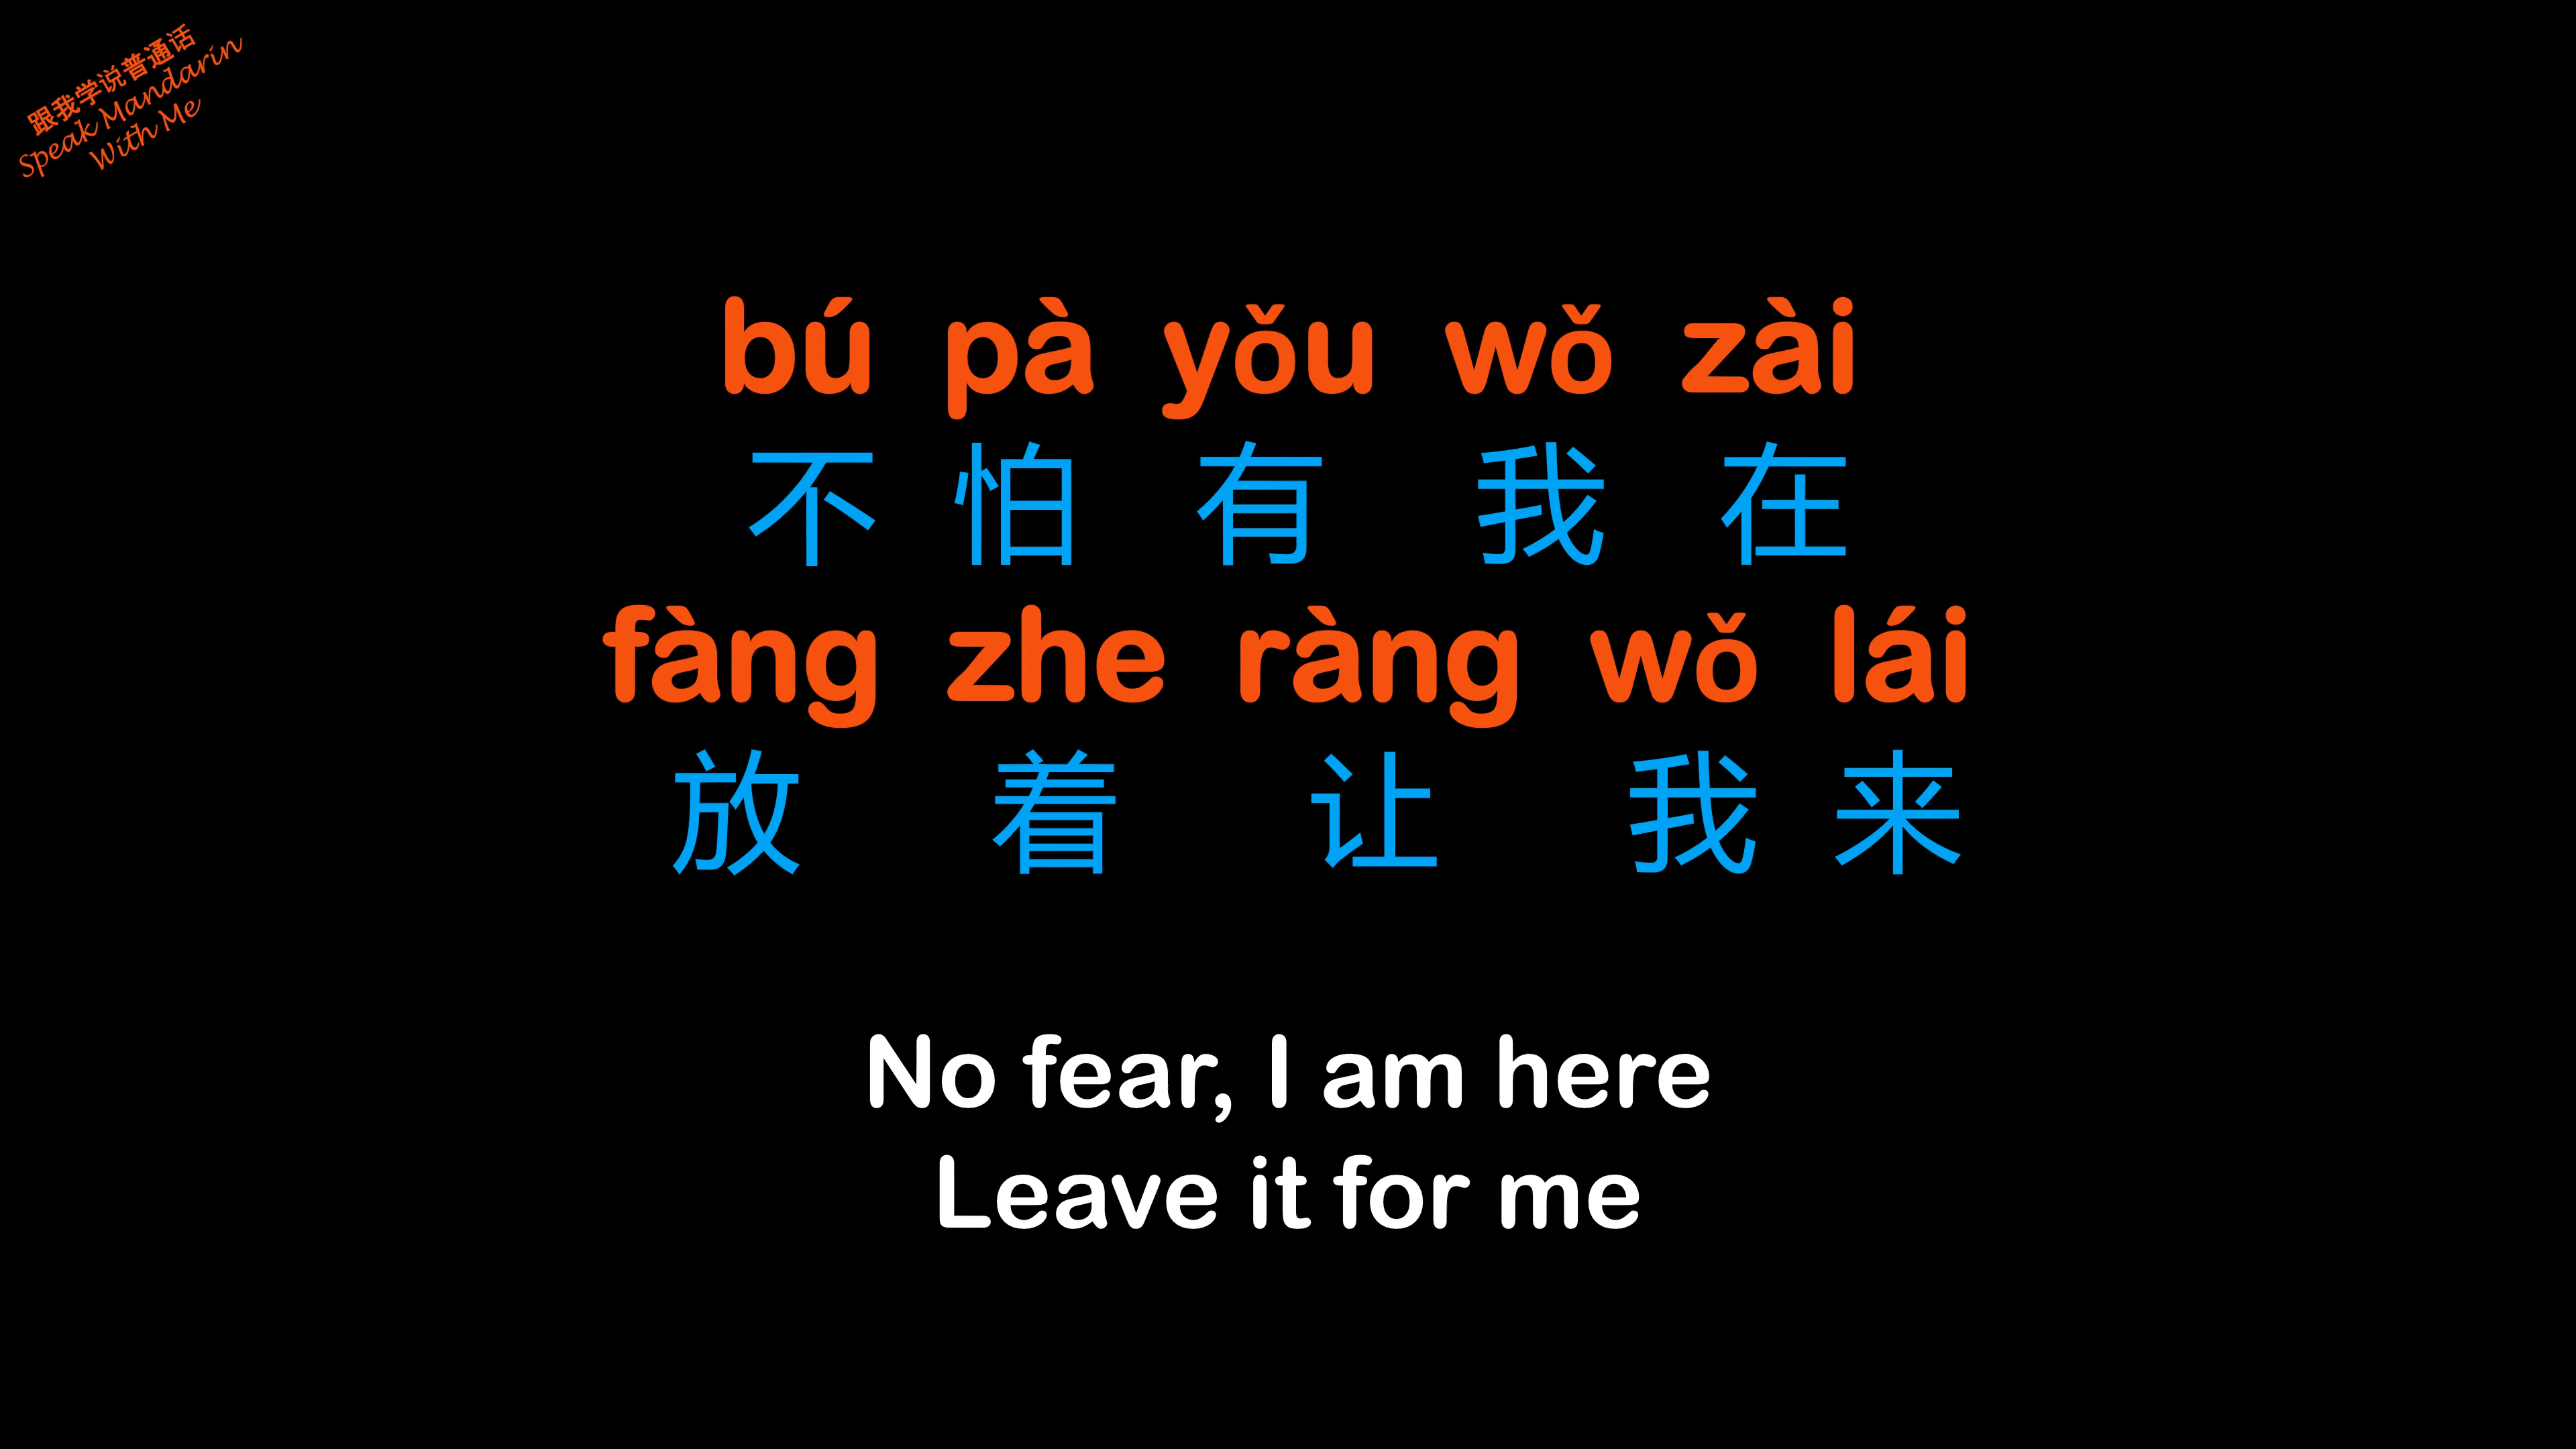 跟我学说普通话
Speak Mandarin
With Me
bú pà yǒu wǒ zài
不 怕 有 我 在
fàng zhe ràng wǒ lái
放 着 让 我 来
No fear, I am here
Leave it for me